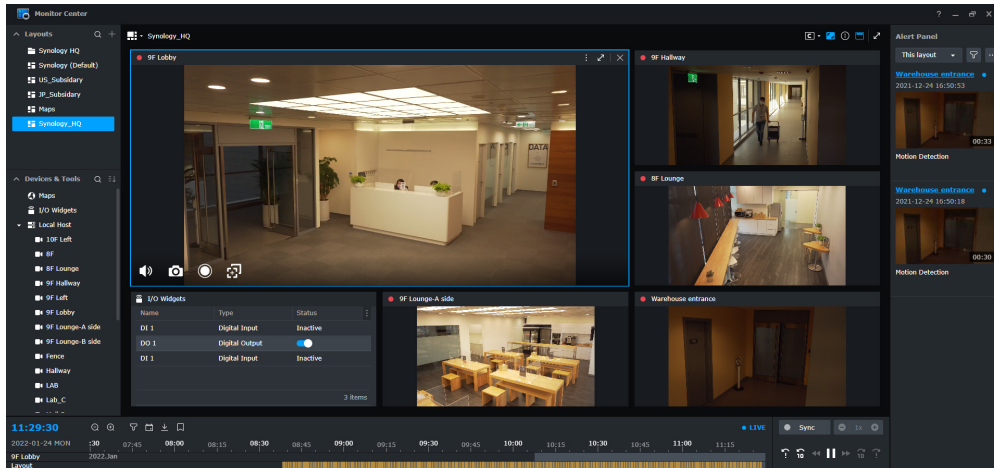 Monitor Center
Layouts
Synology HQ
Synology (Default)
US_Subsidary
JP_Subsidary
Maps
Synology_HQ
Devices & Tools
Maps
I/O Widgets
Local Host
10F Left
8F
8F Lounge
9F Hallway
9F Left
9F Lobby
9F Lounge-A side
9F Lounge-B side
Fence
Hallway
LAB
Lab_C
Synology_HQ
9F Lobby
DATA
9F Hallway
8F Lounge
I/O Widgets
Name Type Status
DI 1 Digital Input Inactive
DO 1 Digital Output
DI 1 Digital Input Inactive
3 Items
9F Lounge-A side
Warehouse entrance
Alert Panel
This layout
Warehouse entrance
2021-12-24 16:50:53
00:33
Motion Detection
Warehouse entrance
2021-12-24 16:50:18
00:30
Motion Detection
11:29:30
LIVE
Sync
1x
2022-01-24 MON
:30 07:45 08:00 08:15 08:30 08:45 09:00 09:15 09:30 09:45 10:00 10:15 10:30 10:45 11:00 11:15
9F Lobby 2022.Jan
Layout
10 10